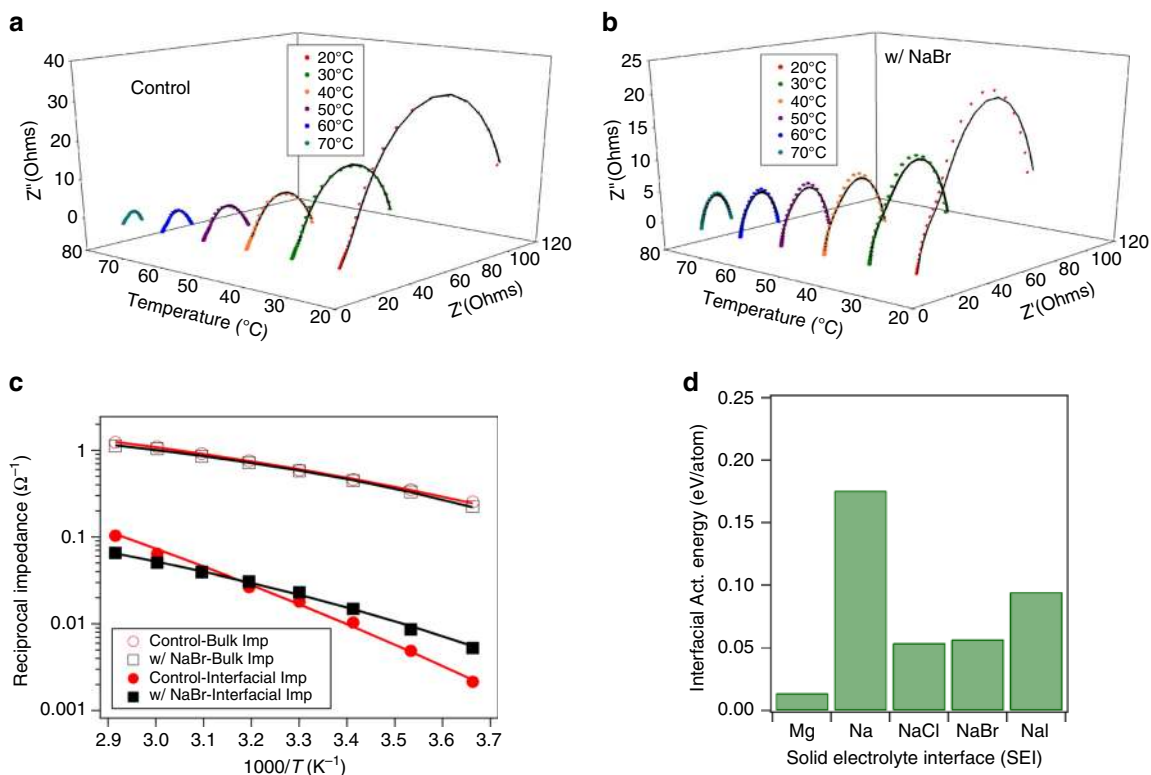 a
Control
40
30
20
10
0
Z"(Ohms)
20°C
30°C
40°C
50°C
60°C
70°C
80
70
60
50
40
30
20
Temperature (°C)
0
20
40
60
80
100
120
Z'(Ohms)
b
w/ NaBr
25
20
15
10
5
0
Z"(Ohms)
20°C
30°C
40°C
50°C
60°C
70°C
80
70
60
50
40
30
20
Temperature (°C)
0
20
40
60
80
100
120
Z'(Ohms)
c
Reciprocal impedance (Ω⁻¹)
1
0.1
0.01
0.001
Control-Bulk Imp
w/ NaBr-Bulk Imp
Control-Interfacial Imp
w/ NaBr-Interfacial Imp
2.9 3.0 3.1 3.2 3.3 3.4 3.5 3.6 3.7
1000/T (K⁻¹)
d
Interfacial Act. energy (eV/atom)
0.25
0.20
0.15
0.10
0.05
0.00
Mg Na NaCl NaBr NaI
Solid electrolyte interface (SEI)